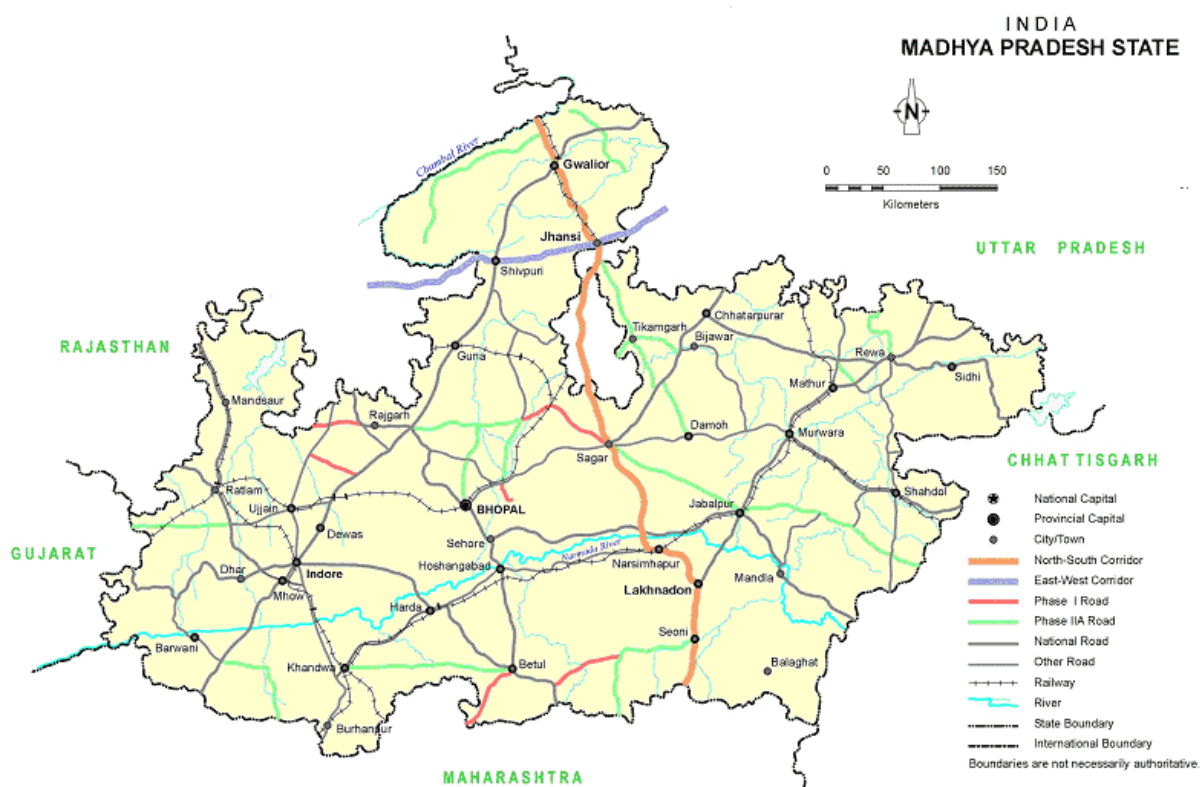 INDIA
MADHYA PRADESH STATE
N
0 50 100 150
Kilometers
Chambal River
Gwalior
Jhansi
UTTAR PRADESH
Shivpuri
Chhatarpurar
Tikamgarh
Bijawar
RAJASTHAN
Guna
Rewa
Sidhi
Mathur
Mandsaur
Rajgarh
Damoh
Murwara
Sagar
CHHATTISGARH
Ratlam
Shahdol
Ujjain
BHOPAL
Jabalpur
Dewas
Sehore
GUJARAT
Narmada River
Narsimhapur
Hoshangabad
Dhar
Indore
Mhow
Mandla
Lakhnadon
Harda
Barwani
Seoni
Khandwa
Betul
Balaghat
Burhanpur
MAHARASHTRA
National Capital
Provincial Capital
City/Town
North-South Corridor
East-West Corridor
Phase I Road
Phase IIA Road
National Road
Other Road
Railway
River
State Boundary
International Boundary
Boundaries are not necessarily authoritative.